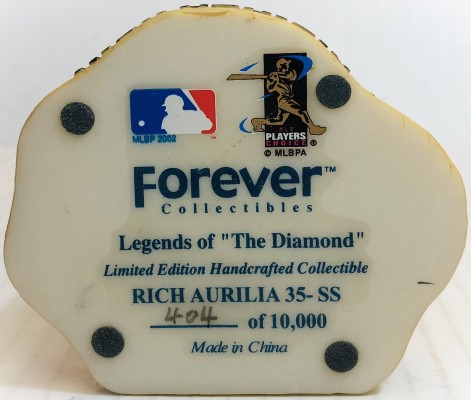 MLBP 2002
PLAYERS
CHOICE
© MLBPA
Forever™
Collectibles
Legends of "The Diamond"
Limited Edition Handcrafted Collectible
RICH AURILIA 35- SS
404 of 10,000
Made in China